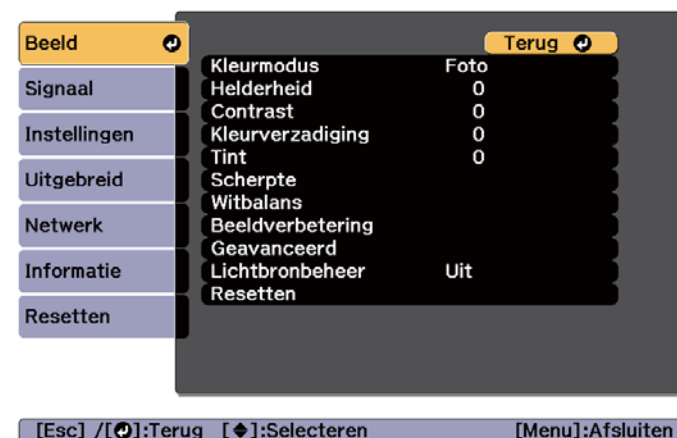 Beeld
Signaal
Instellingen
Uitgebreid
Netwerk
Informatie
Resetten
Terug
Kleurmodus Foto
Helderheid 0
Contrast 0
Kleurverzadiging 0
Tint 0
Scherpte
Witbalans
Beeldverbetering
Geavanceerd
Lichtbronbeheer Uit
Resetten
[Esc] /[⏎]:Terug [◆]:Selecteren [Menu]:Afsluiten